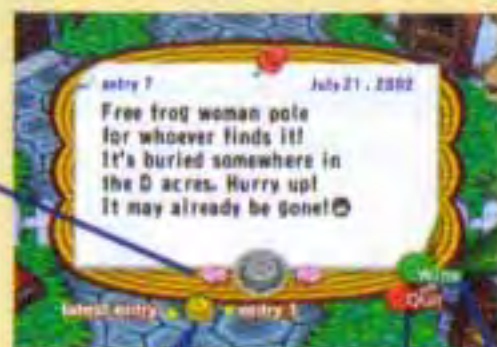 entry 7 July 21, 2002
Free frog woman pole
for whoever finds it!
It's buried somewhere in
the D acres. Hurry up!
It may already be gone!
Write
Quit
latest entry entry 1